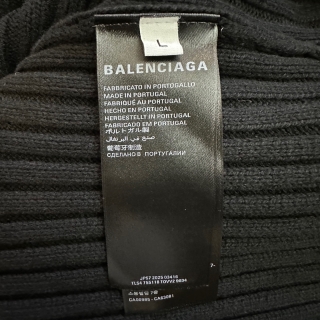 L
BALENCIAGA
FABBRICATO IN PORTOGALLO
MADE IN PORTUGAL
FABRIQUÉ AU PORTUGAL
HECHO EN PORTUGAL
HERGESTELLT IN PORTUGAL
FABRICADO EM PORTUGAL
ポルトガル製
صنع في البرتغال
葡萄牙制造
СДЕЛАНО В ПОРТУГАЛИИ
7-